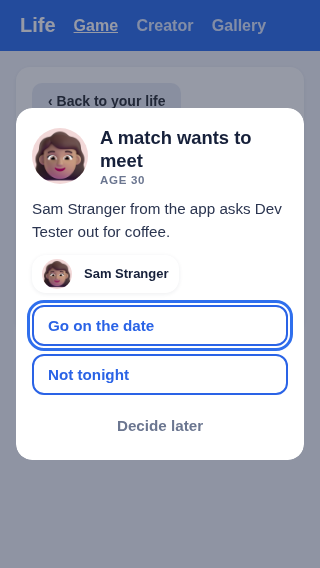 Life Game Creator Gallery
‹ Back to your life
A match wants to
meet
AGE 30
Sam Stranger from the app asks Dev
Tester out for coffee.
Sam Stranger
Go on the date
Not tonight
Decide later